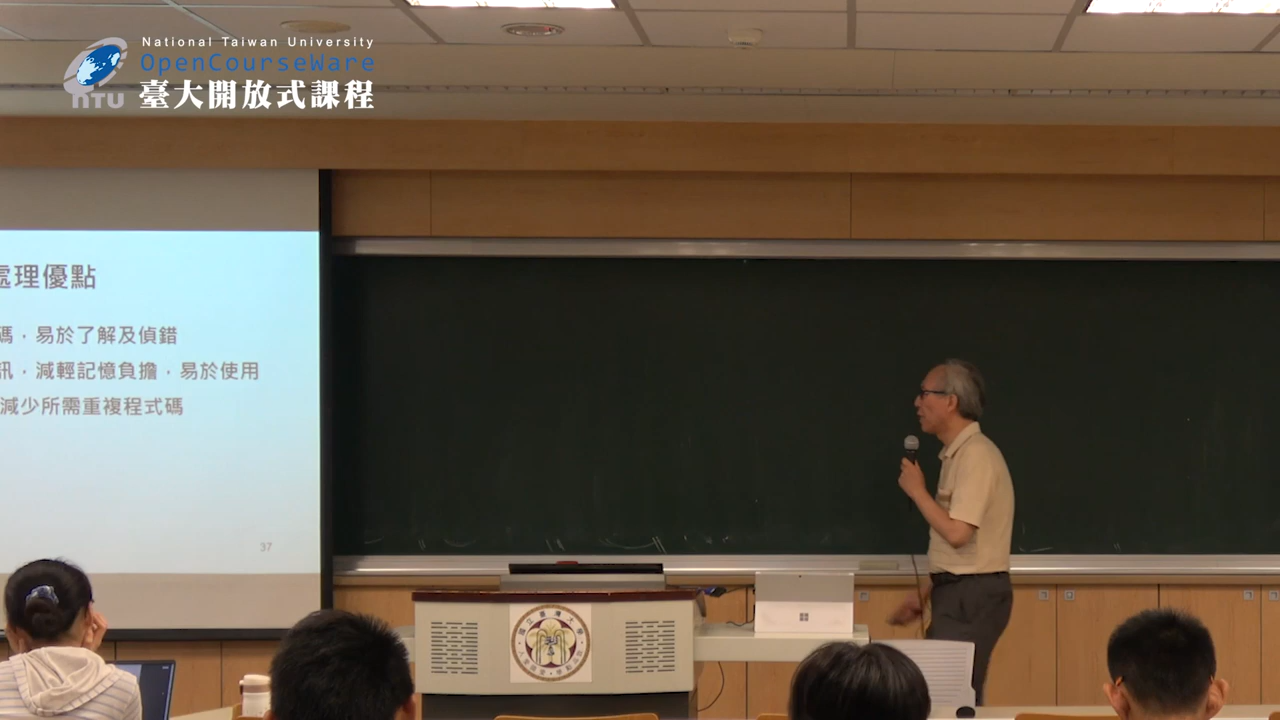 National Taiwan University
OpenCourseWare
臺大開放式課程
NTU
處理優點
碼，易於了解及偵錯
訊，減輕記憶負擔，易於使用
減少所需重複程式碼
37